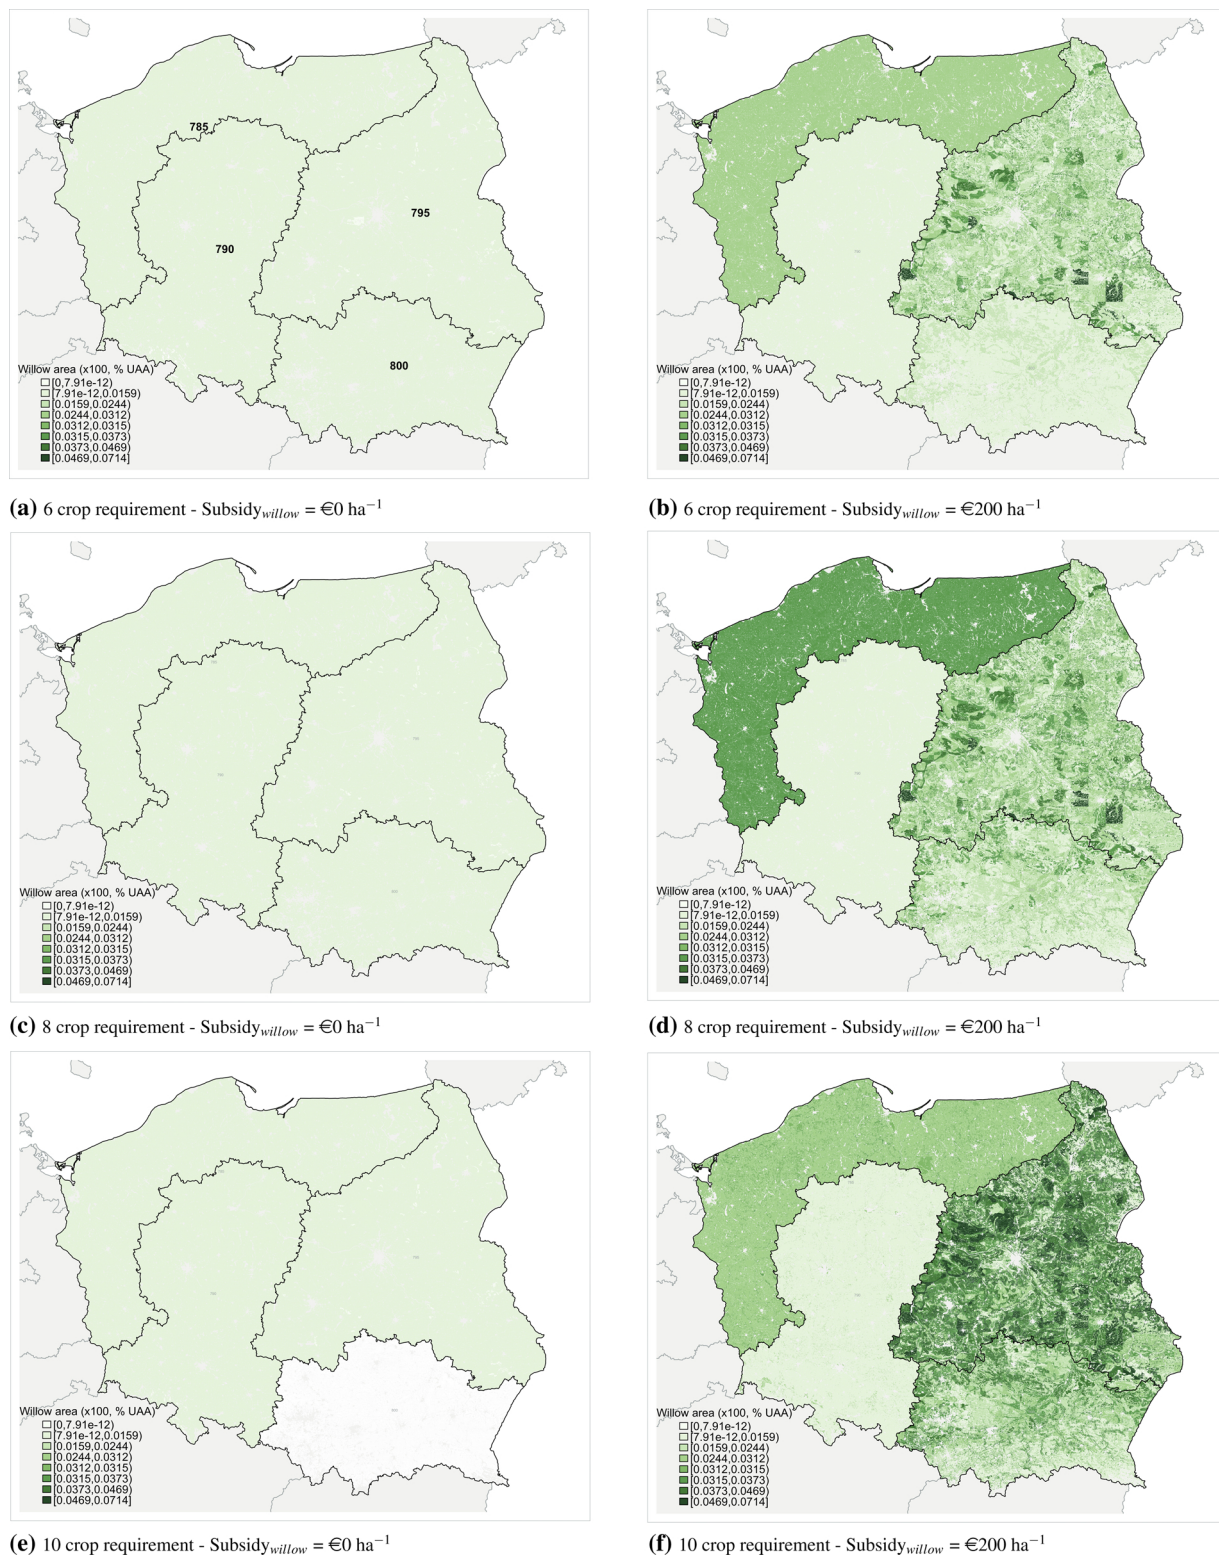 785
795
790
800
Willow area (x100, % UAA)
[0,7.91e-12)
[7.91e-12,0.0159)
[0.0159,0.0244)
[0.0244,0.0312)
[0.0312,0.0315)
[0.0315,0.0373)
[0.0373,0.0469)
[0.0469,0.0714]
(a) 6 crop requirement - Subsidywillow = €0 ha−1
Willow area (x100, % UAA)
[0,7.91e-12)
[7.91e-12,0.0159)
[0.0159,0.0244)
[0.0244,0.0312)
[0.0312,0.0315)
[0.0315,0.0373)
[0.0373,0.0469)
[0.0469,0.0714]
(b) 6 crop requirement - Subsidywillow = €200 ha−1
Willow area (x100, % UAA)
[0,7.91e-12)
[7.91e-12,0.0159)
[0.0159,0.0244)
[0.0244,0.0312)
[0.0312,0.0315)
[0.0315,0.0373)
[0.0373,0.0469)
[0.0469,0.0714]
(c) 8 crop requirement - Subsidywillow = €0 ha−1
Willow area (x100, % UAA)
[0,7.91e-12)
[7.91e-12,0.0159)
[0.0159,0.0244)
[0.0244,0.0312)
[0.0312,0.0315)
[0.0315,0.0373)
[0.0373,0.0469)
[0.0469,0.0714]
(d) 8 crop requirement - Subsidywillow = €200 ha−1
Willow area (x100, % UAA)
[0,7.91e-12)
[7.91e-12,0.0159)
[0.0159,0.0244)
[0.0244,0.0312)
[0.0312,0.0315)
[0.0315,0.0373)
[0.0373,0.0469)
[0.0469,0.0714]
(e) 10 crop requirement - Subsidywillow = €0 ha−1
Willow area (x100, % UAA)
[0,7.91e-12)
[7.91e-12,0.0159)
[0.0159,0.0244)
[0.0244,0.0312)
[0.0312,0.0315)
[0.0315,0.0373)
[0.0373,0.0469)
[0.0469,0.0714]
(f) 10 crop requirement - Subsidywillow = €200 ha−1